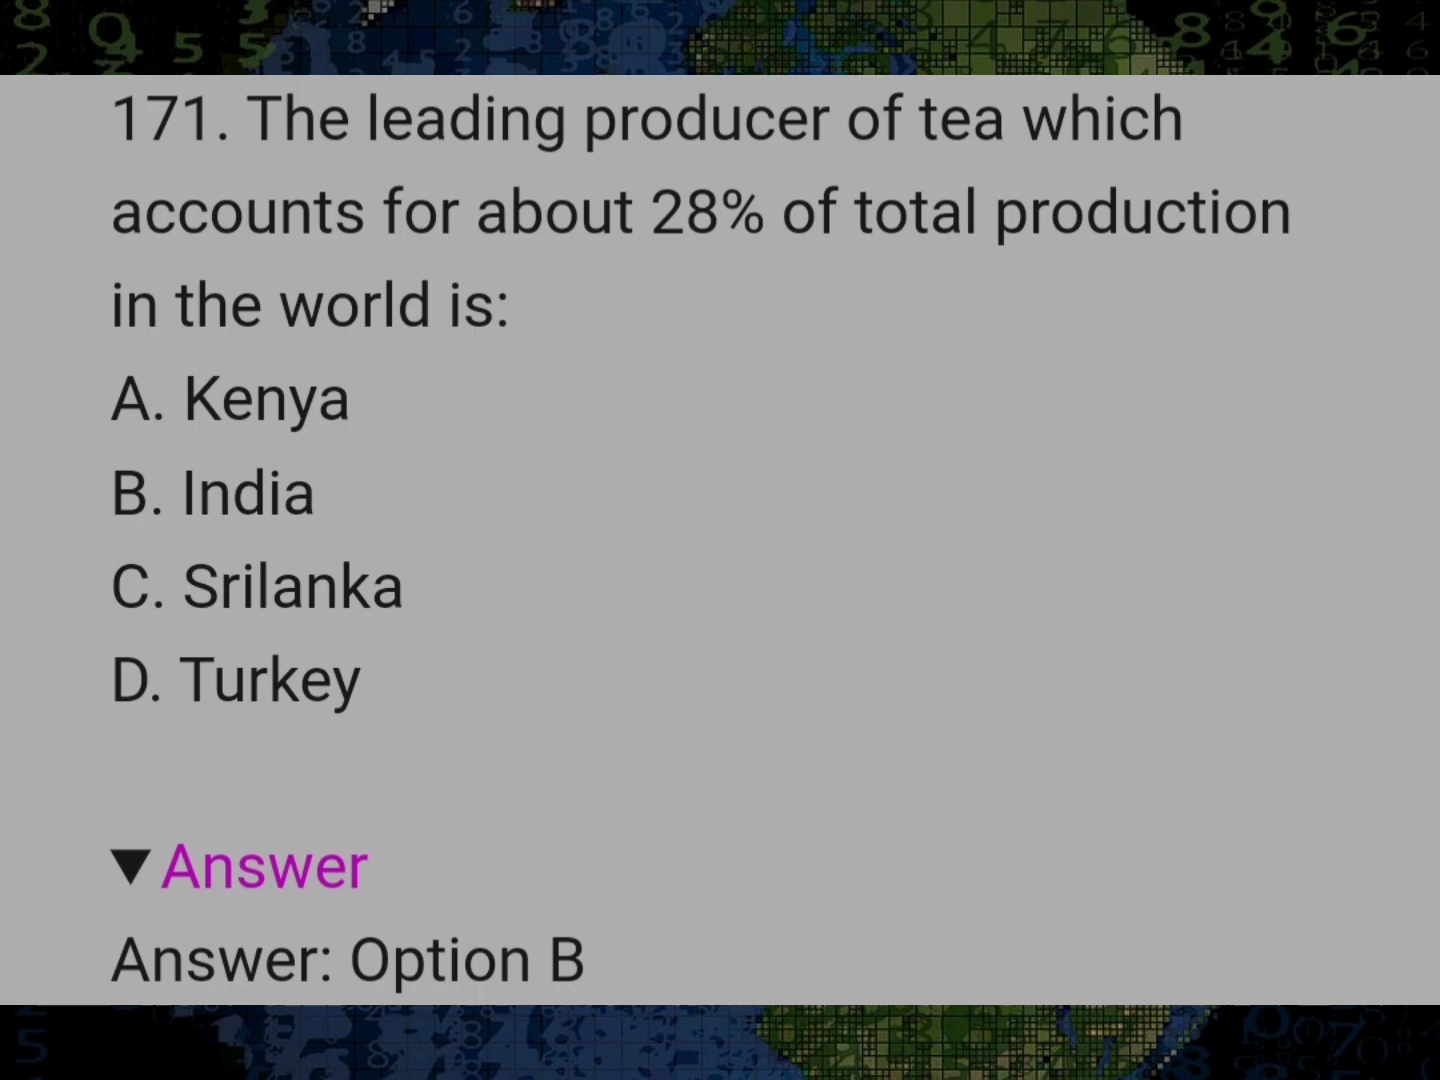 171. The leading producer of tea which
accounts for about 28% of total production
in the world is:
A. Kenya
B. India
C. Srilanka
D. Turkey
▼ Answer
Answer: Option B